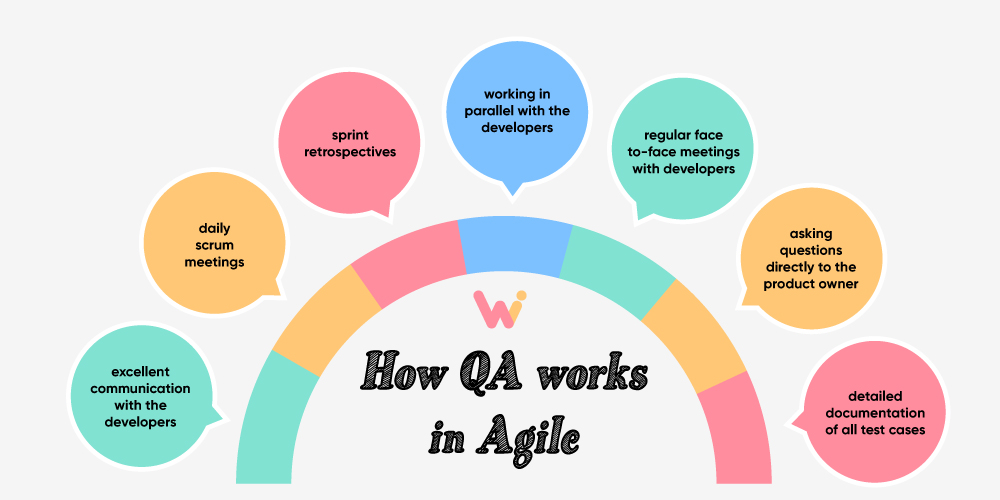 working in
parallel with the
developers
sprint
retrospectives
regular face
to-face meetings
with developers
daily
scrum
meetings
asking
questions
directly to the
product owner
excellent
communication
with the
developers
detailed
documentation
of all test cases
How QA works
in Agile